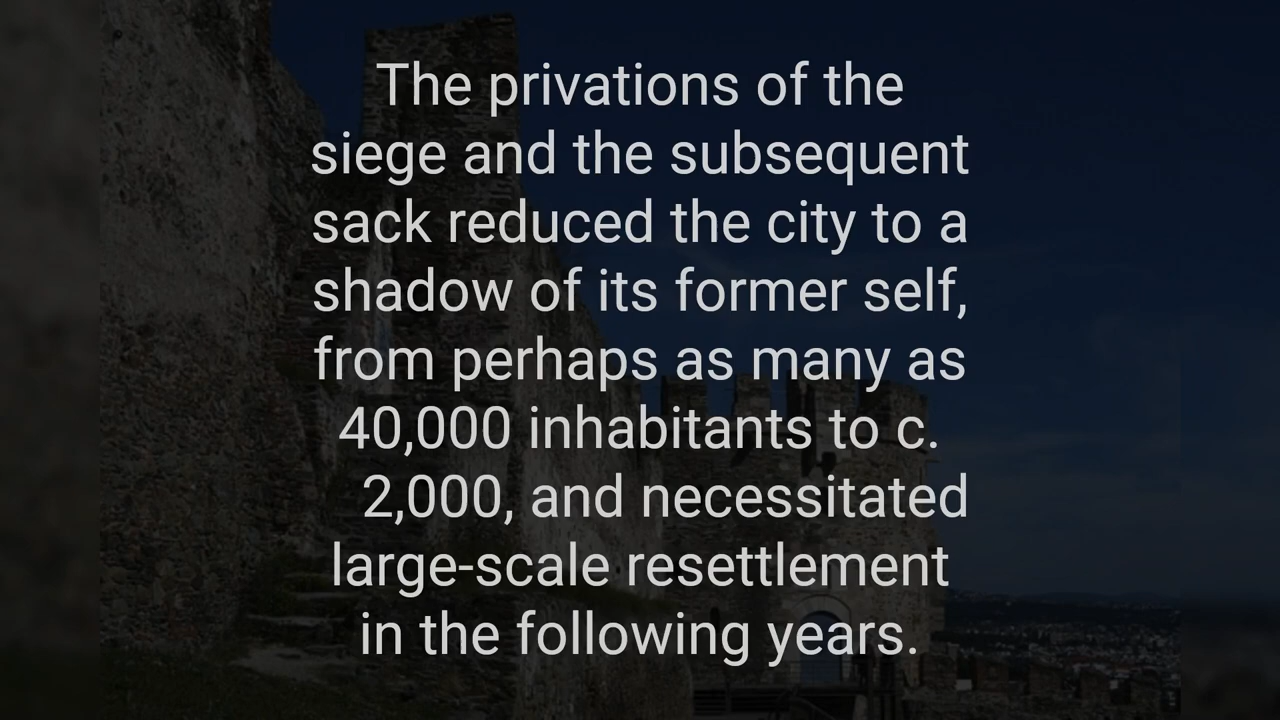 The privations of the
siege and the subsequent
sack reduced the city to a
shadow of its former self,
from perhaps as many as
40,000 inhabitants to c.
2,000, and necessitated
large-scale resettlement
in the following years.